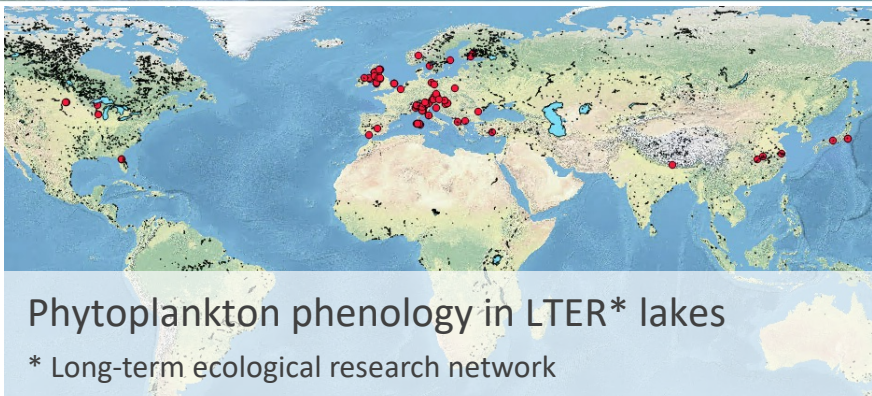 Phytoplankton phenology in LTER* lakes
* Long-term ecological research network